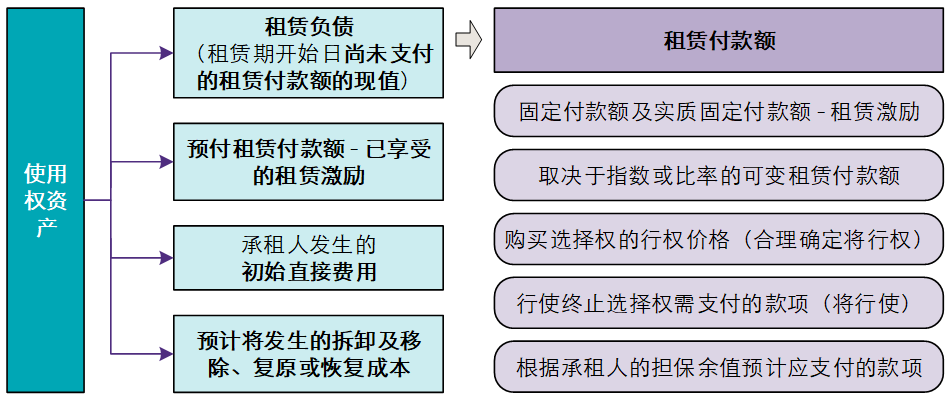 使用
权资
产
租赁负债
（租赁期开始日尚未支付
的租赁付款额的现值）
预付租赁付款额 - 已享受
的租赁激励
承租人发生的
初始直接费用
预计将发生的拆卸及移
除、复原或恢复成本
租赁付款额
固定付款额及实质固定付款额 - 租赁激励
取决于指数或比率的可变租赁付款额
购买选择权的行权价格（合理确定将行权）
行使终止选择权需支付的款项（将行使）
根据承租人的担保余值预计应支付的款项